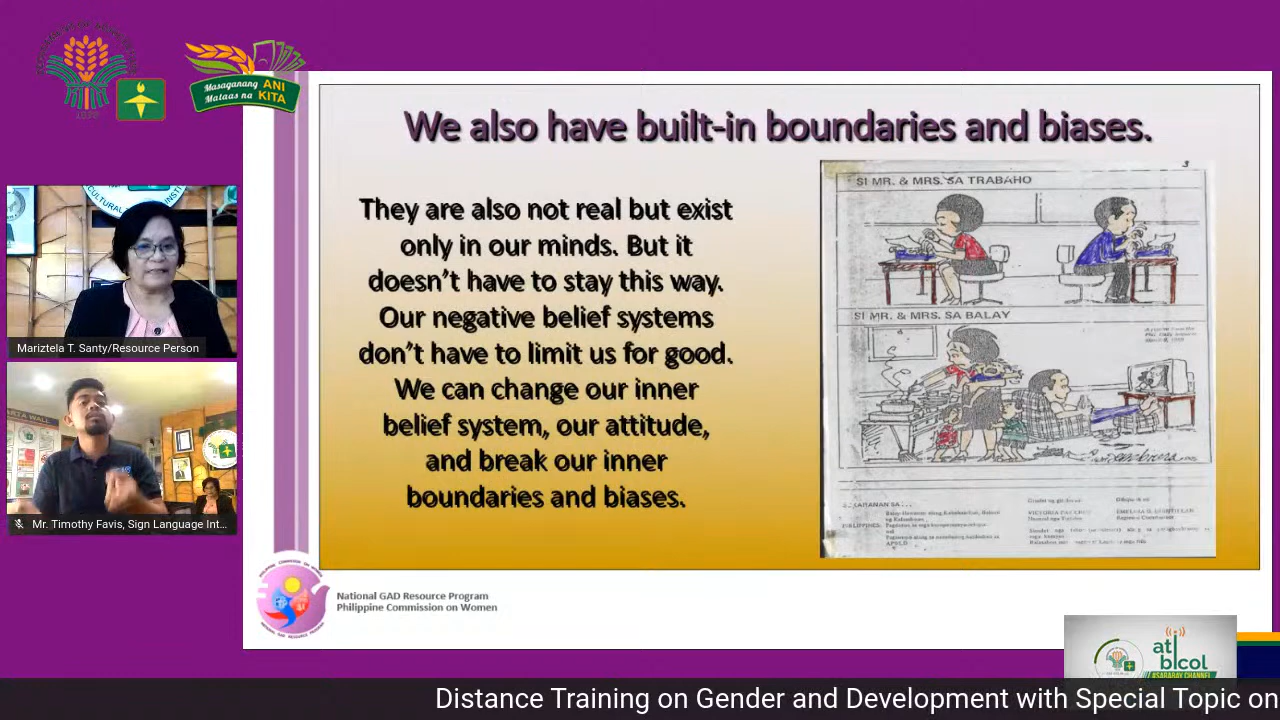 Masaganang ANI
Mataas na KITA
We also have built-in boundaries and biases.
They are also not real but exist
only in our minds. But it
doesn't have to stay this way.
Our negative belief systems
don't have to limit us for good.
We can change our inner
belief system, our attitude,
and break our inner
boundaries and biases.
3
SI MR. & MRS. SA TRABAHO
SI MR. & MRS. SA BALAY
Mariztela T. Santy/Resource Person
Mr. Timothy Favis, Sign Language Int...
National GAD Resource Program
Philippine Commission on Women
ati
bicol
#SARABAY CHANNEL
Distance Training on Gender and Development with Special Topic on